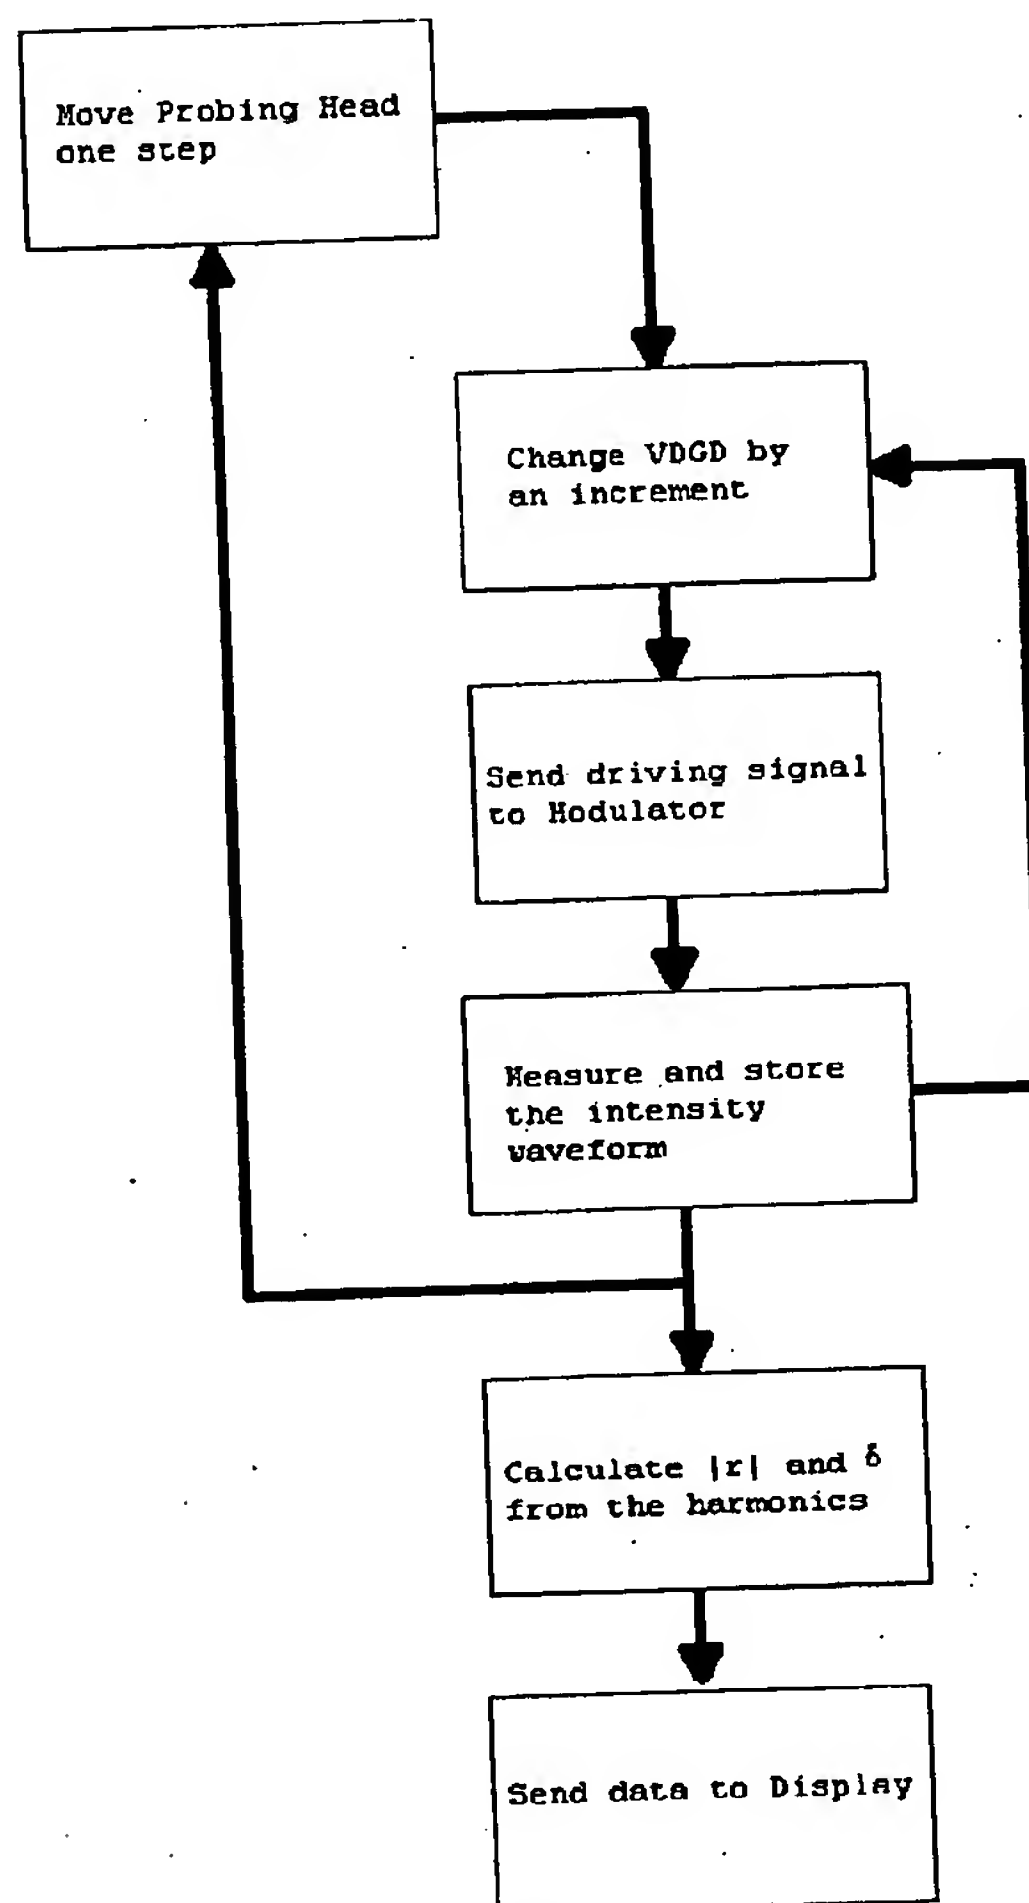 Move Probing Head
one step
Change VDGD by
an increment
Send driving signal
to Modulator
Measure and store
the intensity
waveform
Calculate |r| and δ
from the harmonics
Send data to Display